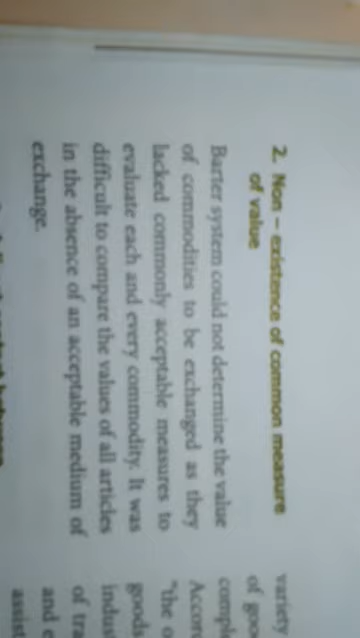 2. Non – existence of common measure
of value
Barter system could not determine the value
of commodities to be exchanged as they
lacked commonly acceptable measures to
evaluate each and every commodity. It was
difficult to compare the values of all articles
in the absence of an acceptable medium of
exchange.
variety
of goo
compl
Accor
"the c
goods
indus
of tra
and e
assist